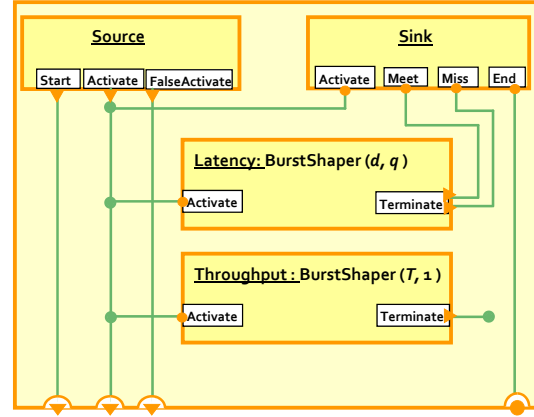 Source
Sink
Start Activate FalseActivate
Activate Meet Miss End
Latency: BurstShaper (d, q )
Activate
Terminate
Throughput : BurstShaper (T, 1 )
Activate
Terminate